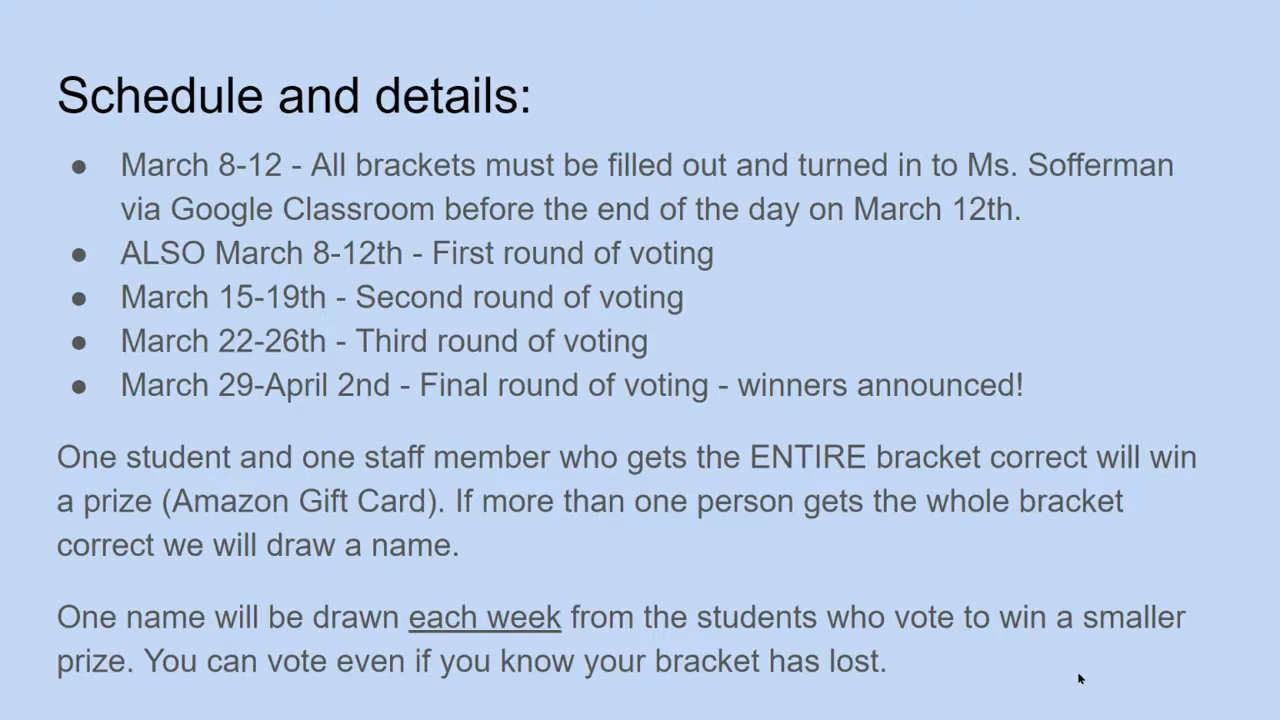 Schedule and details:
● March 8-12 - All brackets must be filled out and turned in to Ms. Sofferman
via Google Classroom before the end of the day on March 12th.
● ALSO March 8-12th - First round of voting
● March 15-19th - Second round of voting
● March 22-26th - Third round of voting
● March 29-April 2nd - Final round of voting - winners announced!
One student and one staff member who gets the ENTIRE bracket correct will win
a prize (Amazon Gift Card). If more than one person gets the whole bracket
correct we will draw a name.
One name will be drawn each week from the students who vote to win a smaller
prize. You can vote even if you know your bracket has lost.